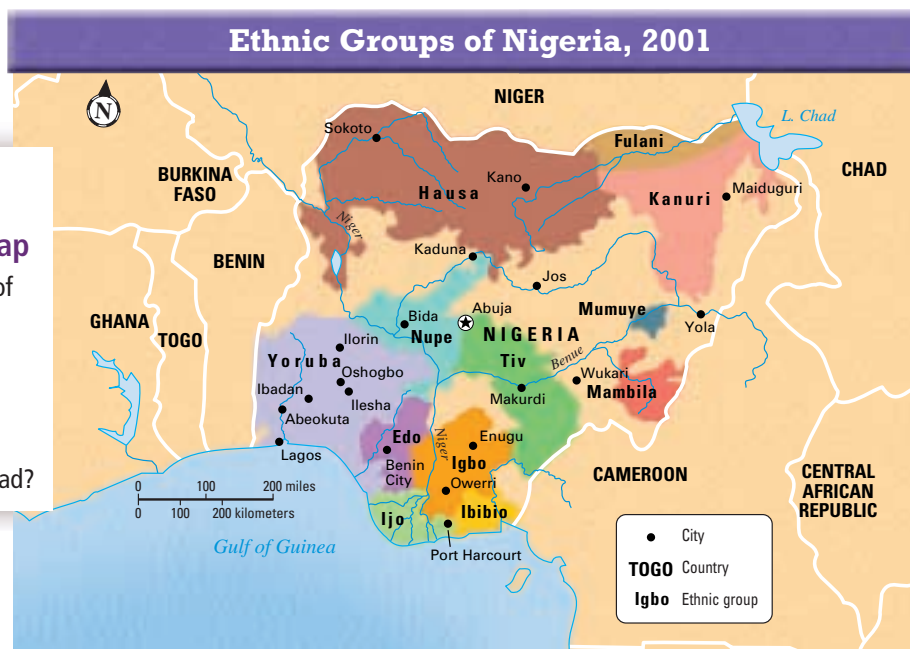 Ethnic Groups of Nigeria, 2001
N
NIGER
L. Chad
Sokoto
Fulani
BURKINA
FASO
Kano
CHAD
Hausa
Kanuri
Maiduguri
ap
Niger
of
BENIN
Kaduna
Jos
GHANA
Abuja
Mumuye
Bida
NIGERIA
Yola
TOGO
Ilorin
Nupe
Yoruba
Tiv
Benue
Oshogbo
Wukari
Ibadan
Mambila
Ilesha
Makurdi
Abeokuta
Edo
Niger
Enugu
Lagos
Benin
City
Igbo
CAMEROON
CENTRAL
AFRICAN
REPUBLIC
ad?
Owerri
0 100 200 miles
0 100 200 kilometers
Ijo
Ibibio
Gulf of Guinea
Port Harcourt
City
TOGO Country
Igbo Ethnic group